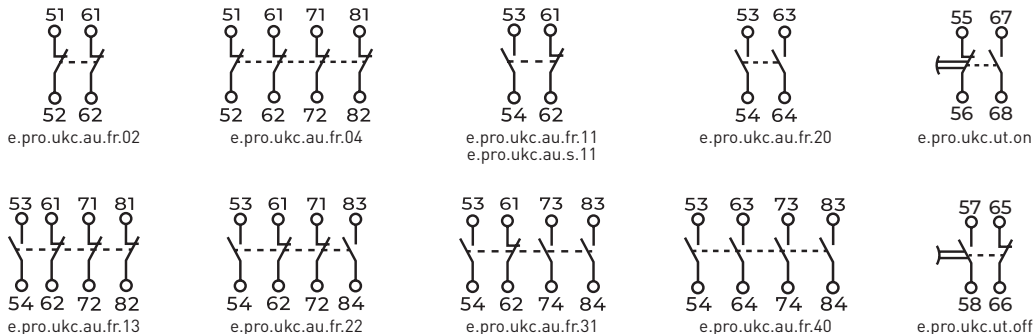 51 61
52 62
e.pro.ukc.au.fr.02
51 61 71 81
52 62 72 82
e.pro.ukc.au.fr.04
53 61
54 62
e.pro.ukc.au.fr.11
e.pro.ukc.au.s.11
53 63
54 64
e.pro.ukc.au.fr.20
55 67
56 68
e.pro.ukc.ut.on
53 61 71 81
54 62 72 82
e.pro.ukc.au.fr.13
53 61 71 83
54 62 72 84
e.pro.ukc.au.fr.22
53 61 73 83
54 62 74 84
e.pro.ukc.au.fr.31
53 63 73 83
54 64 74 84
e.pro.ukc.au.fr.40
57 65
58 66
e.pro.ukc.ut.off